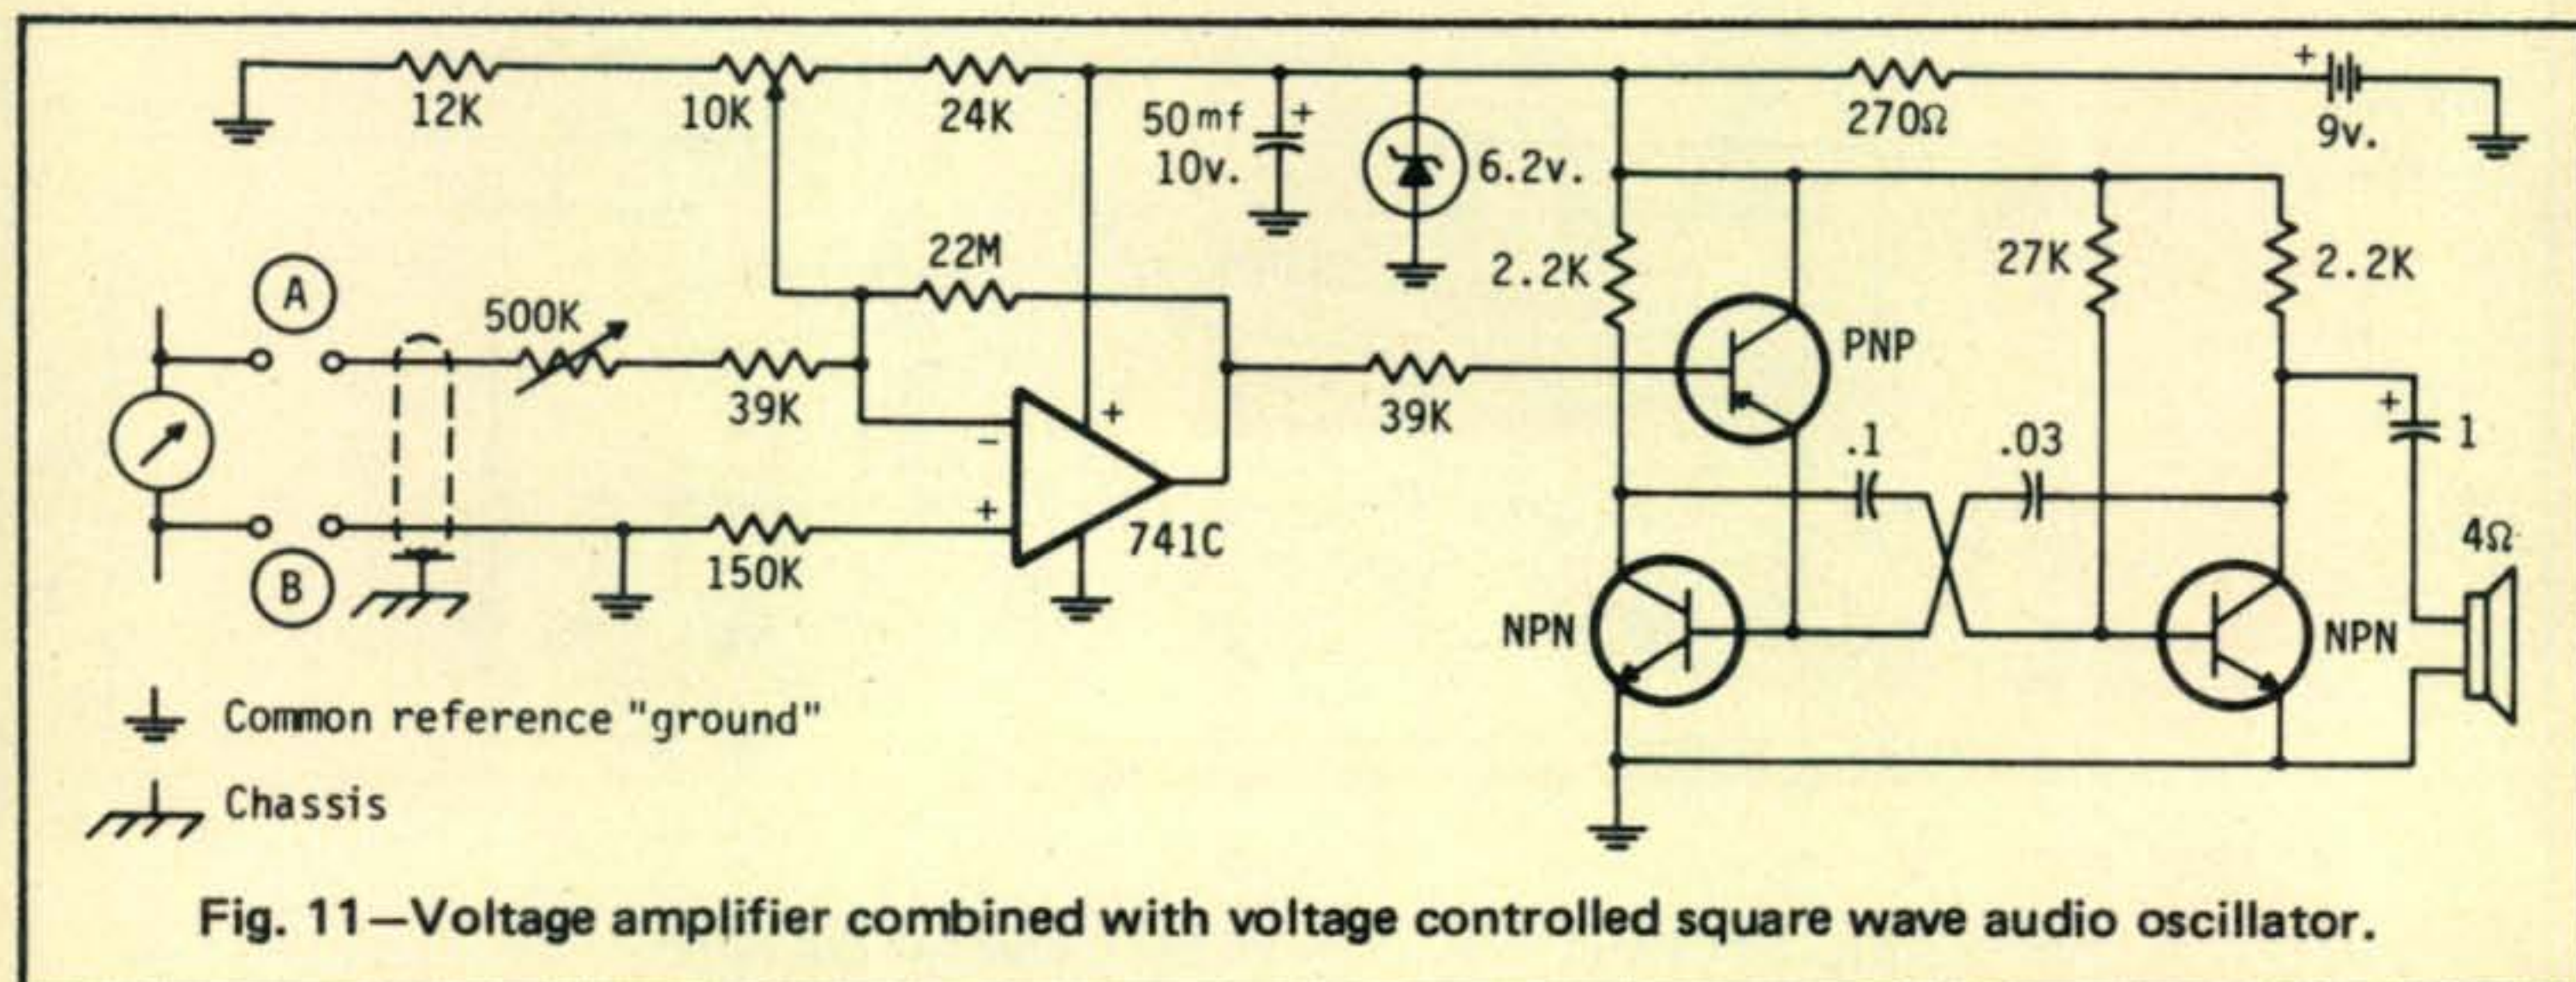 12K
10K
24K
50mf
10v.
+
6.2v.
270Ω
+
9v.
A
500K
22M
39K
B
150K
−
+
+
741C
39K
2.2K
PNP
27K
2.2K
.1
.03
+
1
4Ω
NPN
NPN
Common reference "ground"
Chassis
Fig. 11—Voltage amplifier combined with voltage controlled square wave audio oscillator.